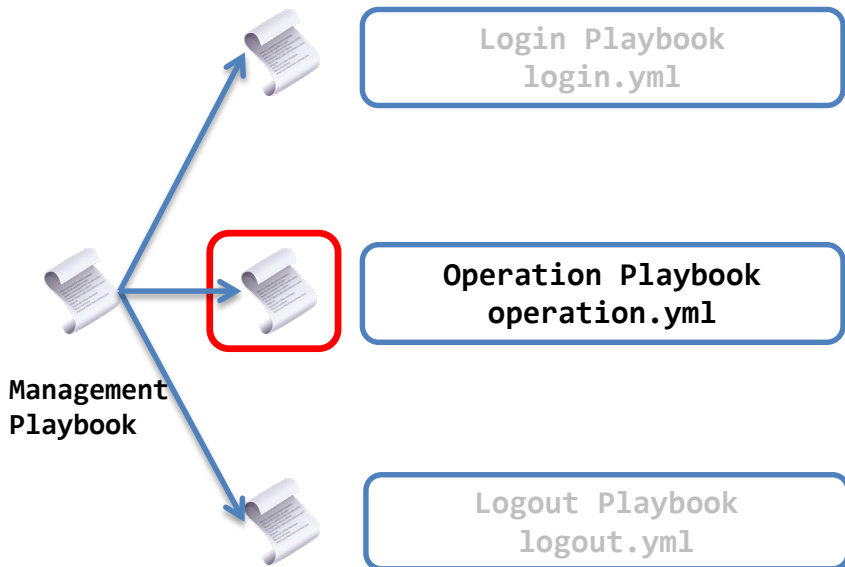 Login Playbook
login.yml
Operation Playbook
operation.yml
Management
Playbook
Logout Playbook
logout.yml